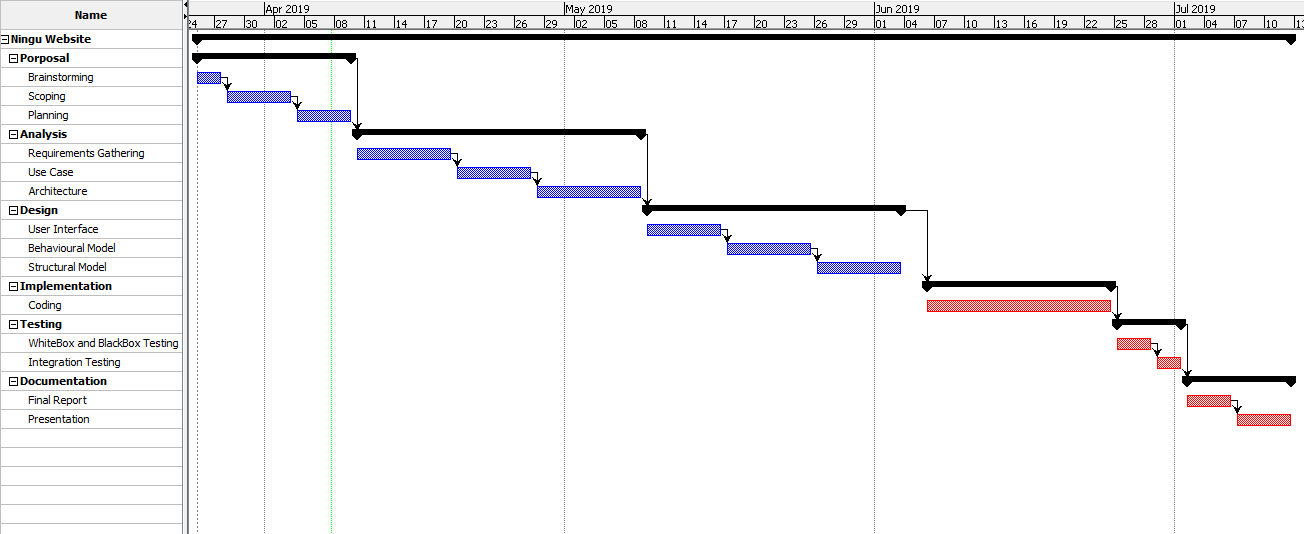 Name
Apr 2019 May 2019 Jun 2019 Jul 2019
24 27 30 02 05 08 11 14 17 20 23 26 29 02 05 08 11 14 17 20 23 26 29 01 04 07 10 13 16 19 22 25 28 01 04 07 10 13
Ningu Website
Porposal
Brainstorming
Scoping
Planning
Analysis
Requirements Gathering
Use Case
Architecture
Design
User Interface
Behavioural Model
Structural Model
Implementation
Coding
Testing
WhiteBox and BlackBox Testing
Integration Testing
Documentation
Final Report
Presentation